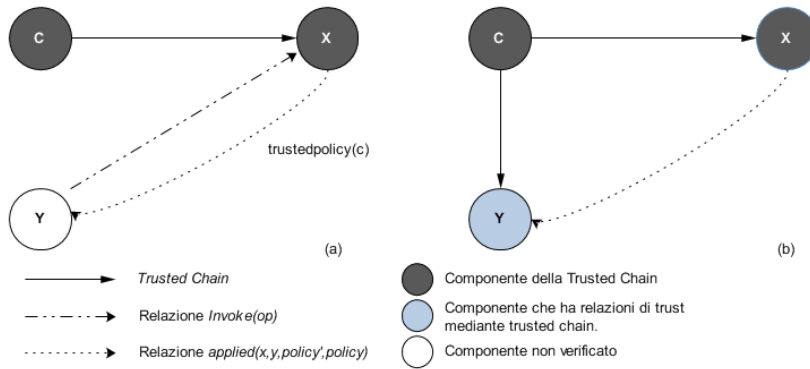 C
X
C
X
trustedpolicy(c)
Y
(a)
Y
(b)
Trusted Chain
Relazione Invoke(op)
Relazione applied(x,y,policy',policy)
Componente della Trusted Chain
Componente che ha relazioni di trust
mediante trusted chain.
Componente non verificato